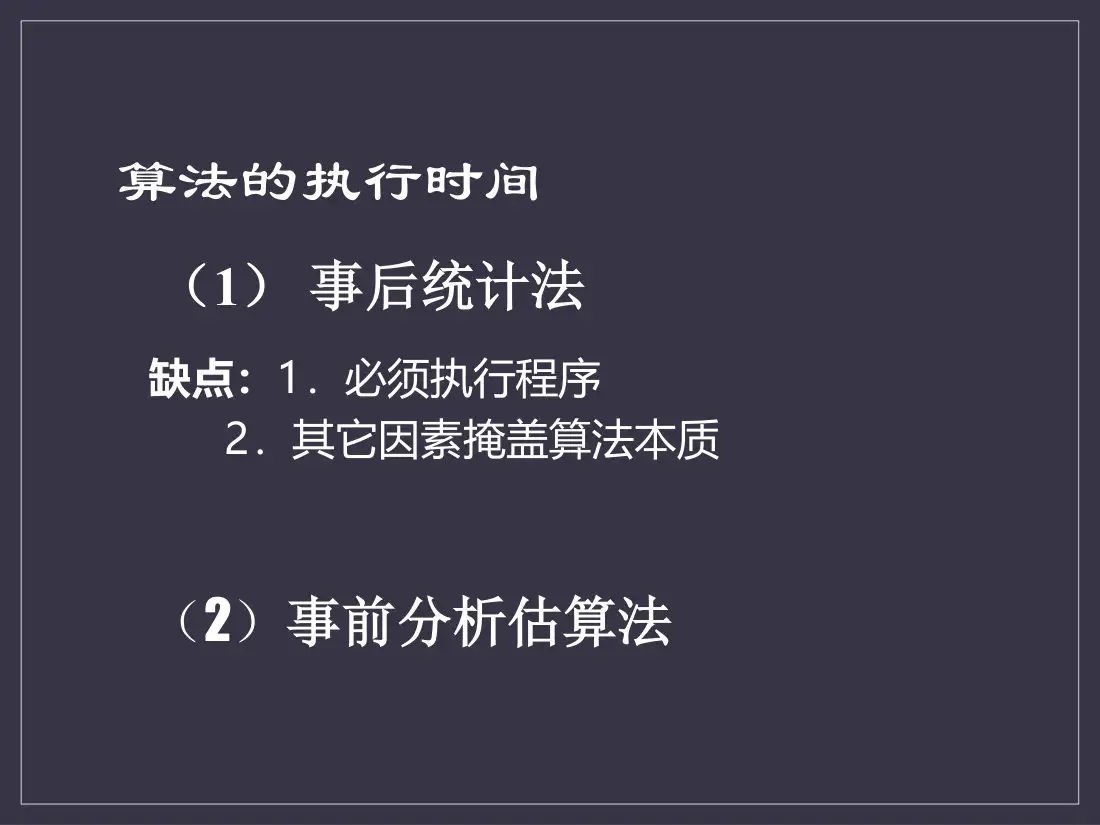 算法的执行时间
（1） 事后统计法
缺点：1．必须执行程序
2．其它因素掩盖算法本质
（2）事前分析估算法